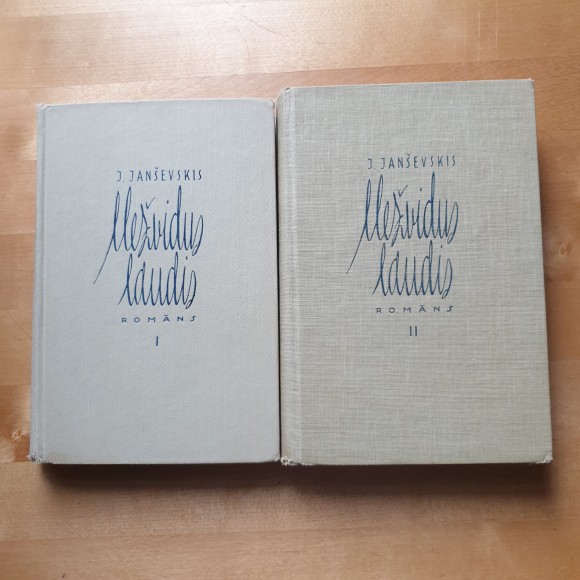 J. JANŠEVSKIS
Mežvidus
ļaudis
ROMĀNS
I
J. JANŠEVSKIS
Mežvidus
ļaudis
ROMĀNS
II